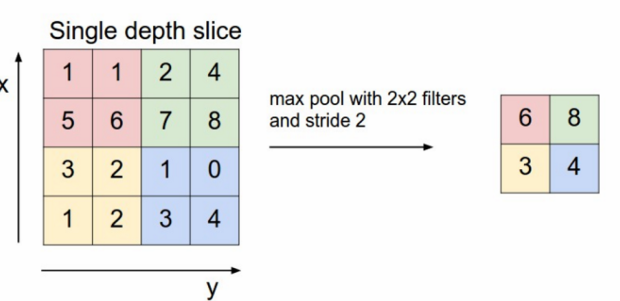 Single depth slice
x
1 1 2 4
5 6 7 8
3 2 1 0
1 2 3 4
y
max pool with 2x2 filters
and stride 2
6 8
3 4